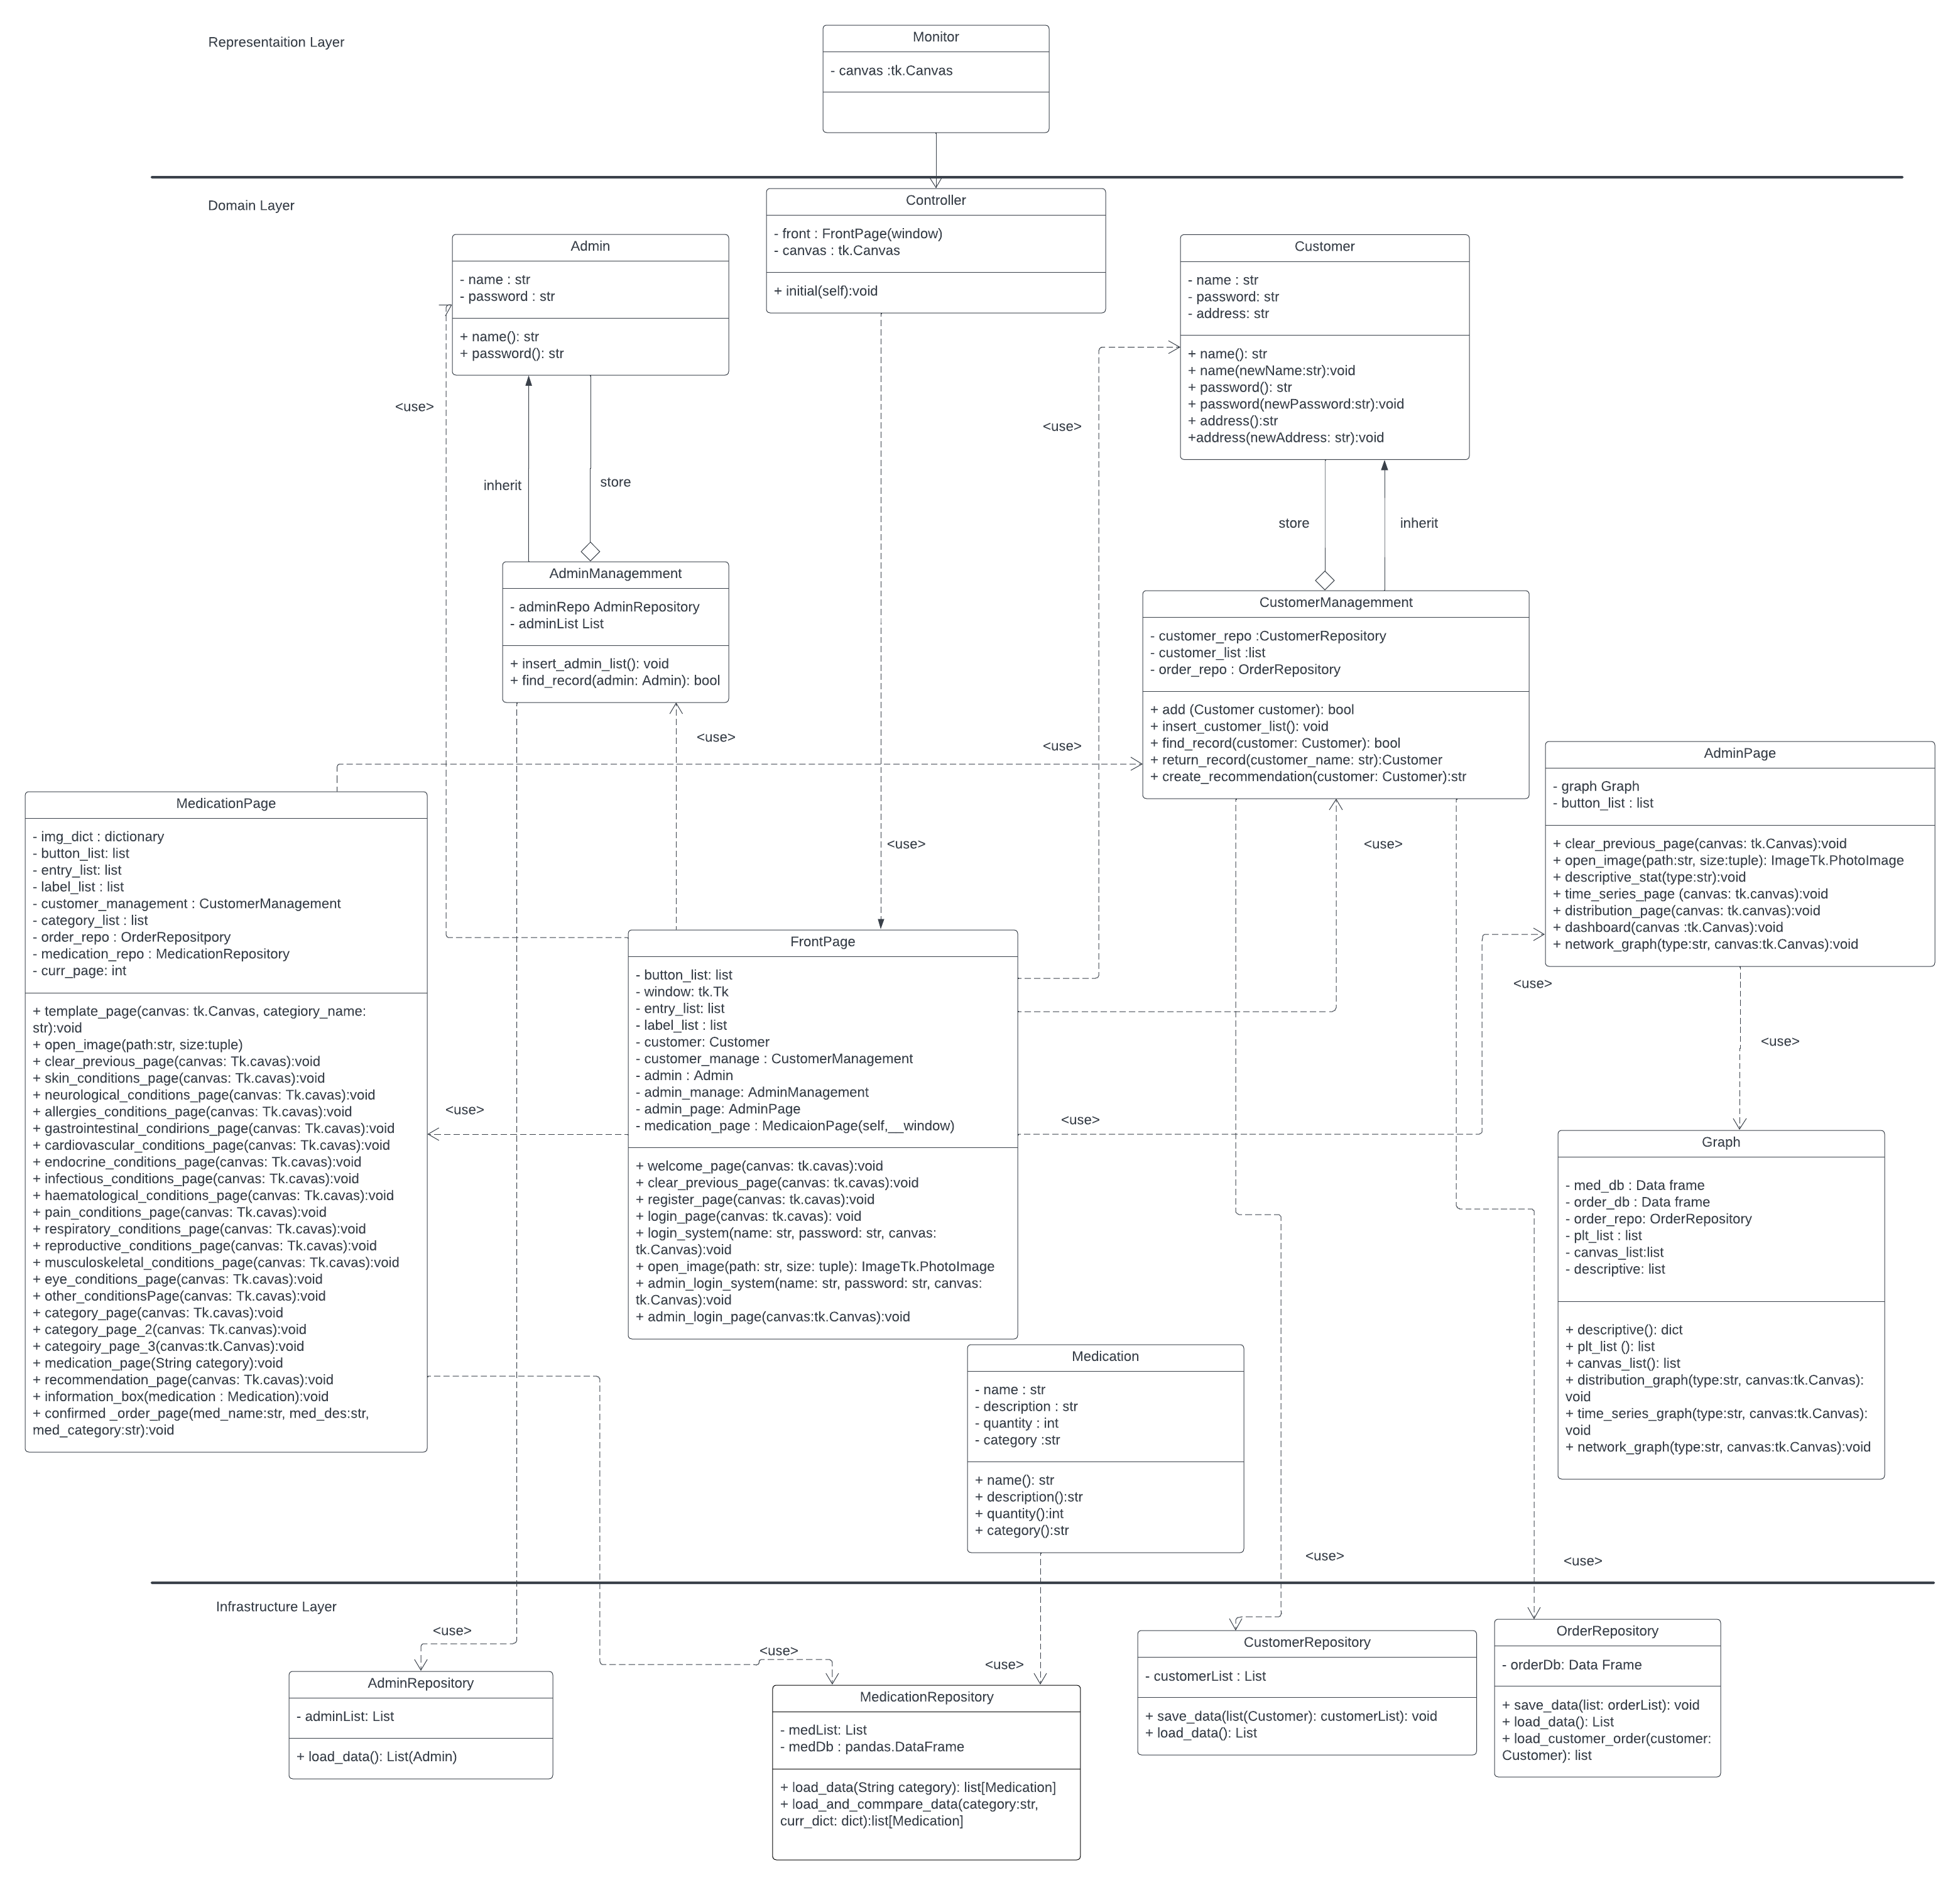 Representaition Layer
Monitor
- canvas :tk.Canvas
Domain Layer
Controller
- front : FrontPage(window)
- canvas : tk.Canvas
+ initial(self):void
Admin
- name : str
- password : str
+ name(): str
+ password(): str
Customer
- name : str
- password: str
- address: str
+ name(): str
+ name(newName:str):void
+ password(): str
+ password(newPassword:str):void
+ address():str
+address(newAddress: str):void
<use>
<use>
inherit
store
store
inherit
AdminManagemment
- adminRepo AdminRepository
- adminList List
+ insert_admin_list(): void
+ find_record(admin: Admin): bool
CustomerManagemment
- customer_repo :CustomerRepository
- customer_list :list
- order_repo : OrderRepository
+ add (Customer customer): bool
+ insert_customer_list(): void
+ find_record(customer: Customer): bool
+ return_record(customer_name: str):Customer
+ create_recommendation(customer: Customer):str
<use>
<use>
AdminPage
- graph Graph
- button_list : list
+ clear_previous_page(canvas: tk.Canvas):void
+ open_image(path:str, size:tuple): ImageTk.PhotoImage
+ descriptive_stat(type:str):void
+ time_series_page (canvas: tk.canvas):void
+ distribution_page(canvas: tk.canvas):void
+ dashboard(canvas :tk.Canvas):void
+ network_graph(type:str, canvas:tk.Canvas):void
MedicationPage
- img_dict : dictionary
- button_list: list
- entry_list: list
- label_list : list
- customer_management : CustomerManagement
- category_list : list
- order_repo : OrderRepositpory
- medication_repo : MedicationRepository
- curr_page: int
+ template_page(canvas: tk.Canvas, categiory_name:
str):void
+ open_image(path:str, size:tuple)
+ clear_previous_page(canvas: Tk.cavas):void
+ skin_conditions_page(canvas: Tk.cavas):void
+ neurological_conditions_page(canvas: Tk.cavas):void
+ allergies_conditions_page(canvas: Tk.cavas):void
+ gastrointestinal_condirions_page(canvas: Tk.cavas):void
+ cardiovascular_conditions_page(canvas: Tk.cavas):void
+ endocrine_conditions_page(canvas: Tk.cavas):void
+ infectious_conditions_page(canvas: Tk.cavas):void
+ haematological_conditions_page(canvas: Tk.cavas):void
+ pain_conditions_page(canvas: Tk.cavas):void
+ respiratory_conditions_page(canvas: Tk.cavas):void
+ reproductive_conditions_page(canvas: Tk.cavas):void
+ musculoskeletal_conditions_page(canvas: Tk.cavas):void
+ eye_conditions_page(canvas: Tk.cavas):void
+ other_conditionsPage(canvas: Tk.cavas):void
+ category_page(canvas: Tk.cavas):void
+ category_page_2(canvas: Tk.cavas):void
+ categoiry_page_3(canvas:tk.Canvas):void
+ medication_page(String category):void
+ recommendation_page(canvas: Tk.cavas):void
+ information_box(medication : Medication):void
+ confirmed _order_page(med_name:str, med_des:str,
med_category:str):void
<use>
<use>
<use>
FrontPage
- button_list: list
- window: tk.Tk
- entry_list: list
- label_list : list
- customer: Customer
- customer_manage : CustomerManagement
- admin : Admin
- admin_manage: AdminManagement
- admin_page: AdminPage
- medication_page : MedicaionPage(self,__window)
+ welcome_page(canvas: tk.cavas):void
+ clear_previous_page(canvas: tk.cavas):void
+ register_page(canvas: tk.cavas):void
+ login_page(canvas: tk.cavas): void
+ login_system(name: str, password: str, canvas:
tk.Canvas):void
+ open_image(path: str, size: tuple): ImageTk.PhotoImage
+ admin_login_system(name: str, password: str, canvas:
tk.Canvas):void
+ admin_login_page(canvas:tk.Canvas):void
<use>
<use>
<use>
Graph
- med_db : Data frame
- order_db : Data frame
- order_repo: OrderRepository
- plt_list : list
- canvas_list:list
- descriptive: list
+ descriptive(): dict
+ plt_list (): list
+ canvas_list(): list
+ distribution_graph(type:str, canvas:tk.Canvas):
void
+ time_series_graph(type:str, canvas:tk.Canvas):
void
+ network_graph(type:str, canvas:tk.Canvas):void
Medication
- name : str
- description : str
- quantity : int
- category :str
+ name(): str
+ description():str
+ quantity():int
+ category():str
<use>
<use>
Infrastructure Layer
<use>
<use>
<use>
AdminRepository
- adminList: List
+ load_data(): List(Admin)
MedicationRepository
- medList: List
- medDb : pandas.DataFrame
+ load_data(String category): list[Medication]
+ load_and_commpare_data(category:str,
curr_dict: dict):list[Medication]
CustomerRepository
- customerList : List
+ save_data(list(Customer): customerList): void
+ load_data(): List
OrderRepository
- orderDb: Data Frame
+ save_data(list: orderList): void
+ load_data(): List
+ load_customer_order(customer:
Customer): list